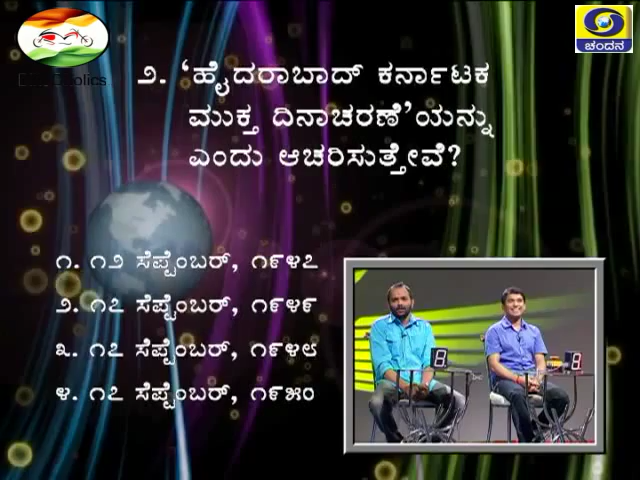 ಚಂದನ
೨. ‘ಹೈದರಾಬಾದ್ ಕರ್ನಾಟಕ
ಮುಕ್ತ ದಿನಾಚರಣೆ’ಯನ್ನು
ಎಂದು ಆಚರಿಸುತ್ತೇವೆ?
೧. ೧೨ ಸೆಪ್ಟೆಂಬರ್, ೧೯೪೭
೨. ೧೭ ಸೆಪ್ಟೆಂಬರ್, ೧೯೪೯
೩. ೧೭ ಸೆಪ್ಟೆಂಬರ್, ೧೯೪೮
೪. ೧೭ ಸೆಪ್ಟೆಂಬರ್, ೧೯೫೦